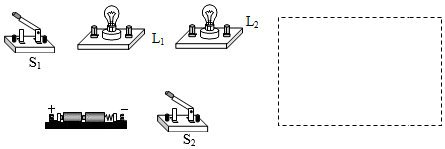 S₁
L₁
L₂
+ −
S₂